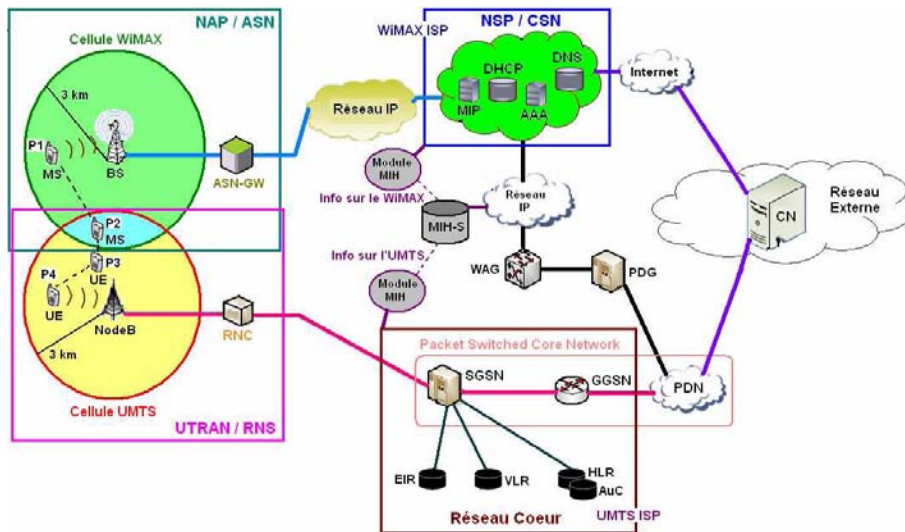 NAP / ASN
Cellule WiMAX
3 km
P1
MS
BS
ASN-GW
Réseau IP
WiMAX ISP
NSP / CSN
DHCP
DNS
MIP
AAA
Internet
Module
MIH
Info sur le WiMAX
MIH-S
Réseau
IP
Info sur l'UMTS
Module
MIH
WAG
PDG
CN
Réseau
Externe
P2
MS
P3
UE
P4
UE
NodeB
3 km
RNC
Cellule UMTS
UTRAN / RNS
Packet Switched Core Network
SGSN
GGSN
PDN
EIR
VLR
HLR
AuC
Réseau Coeur
UMTS ISP